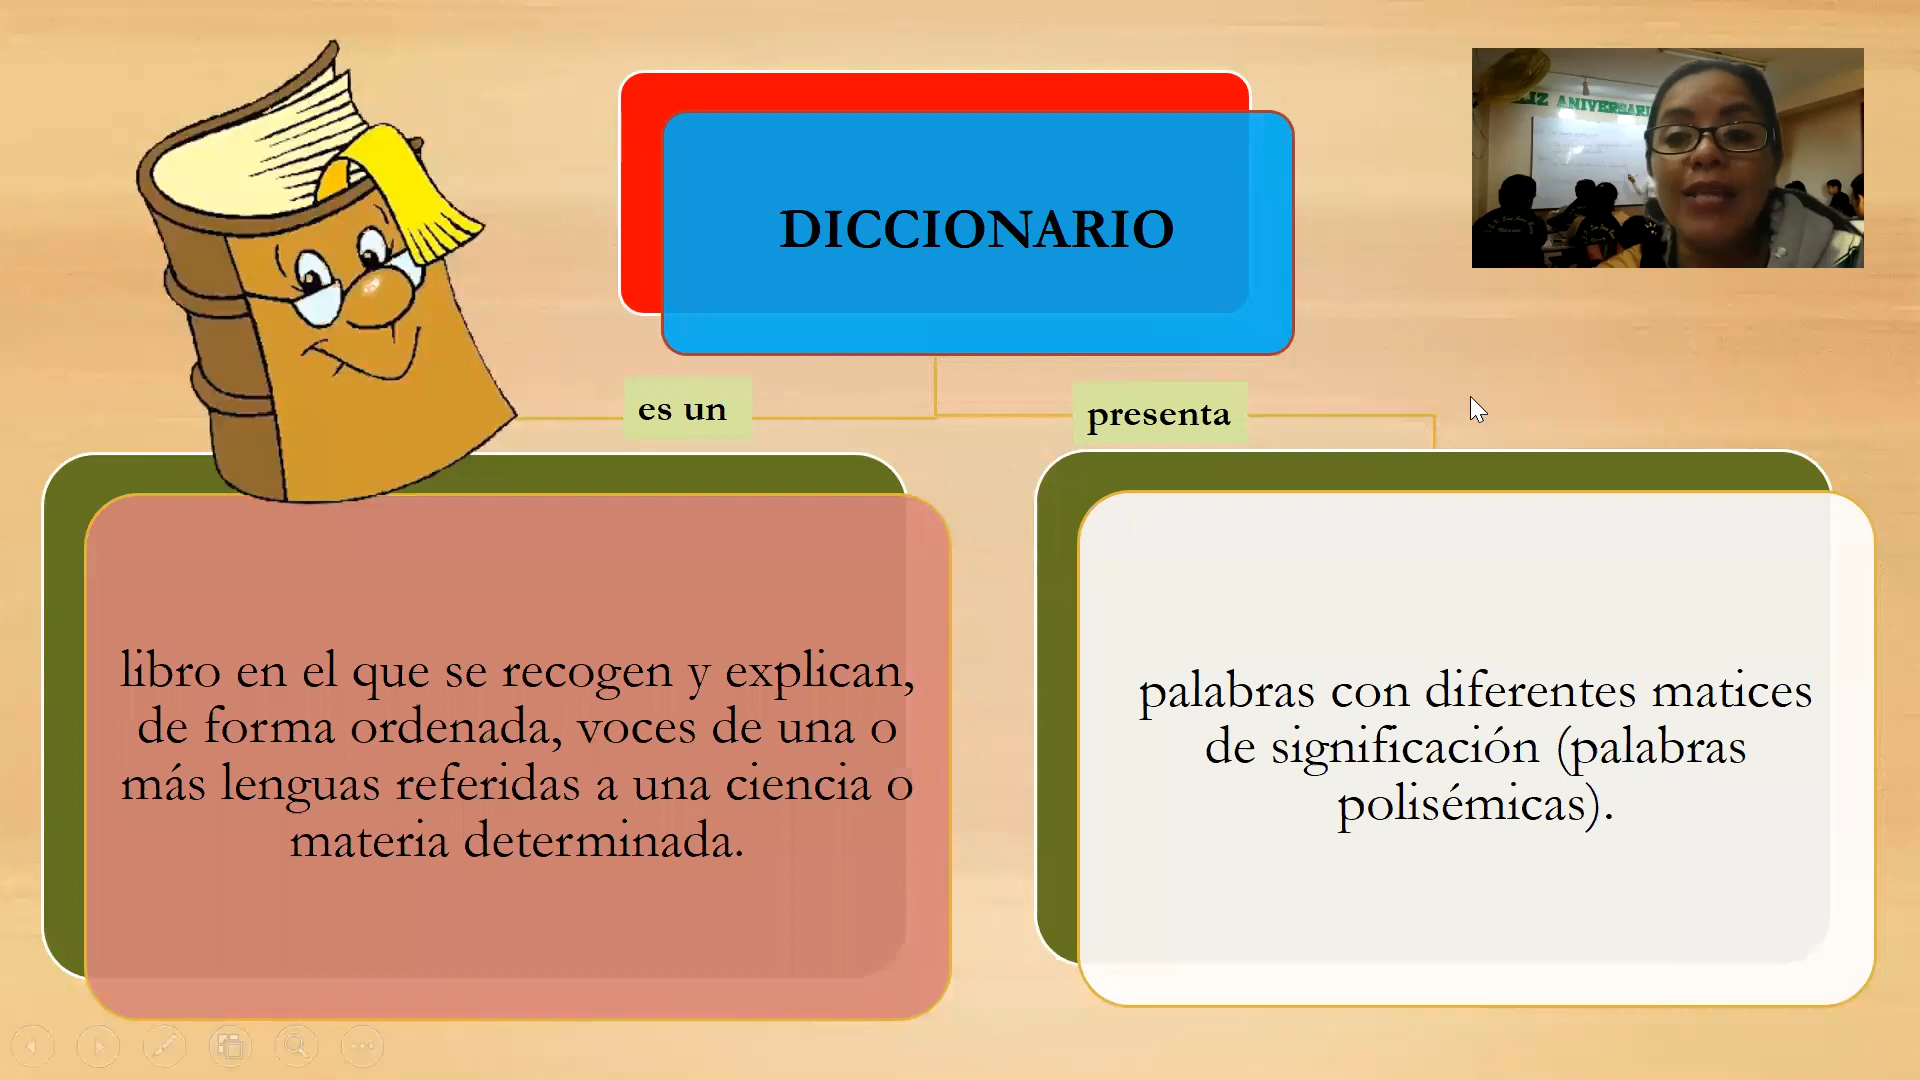 DICCIONARIO
ANIVERSARI
es un
presenta
libro en el que se recogen y explican,
de forma ordenada, voces de una o
más lenguas referidas a una ciencia o
materia determinada.
palabras con diferentes matices
de significación (palabras
polisémicas).